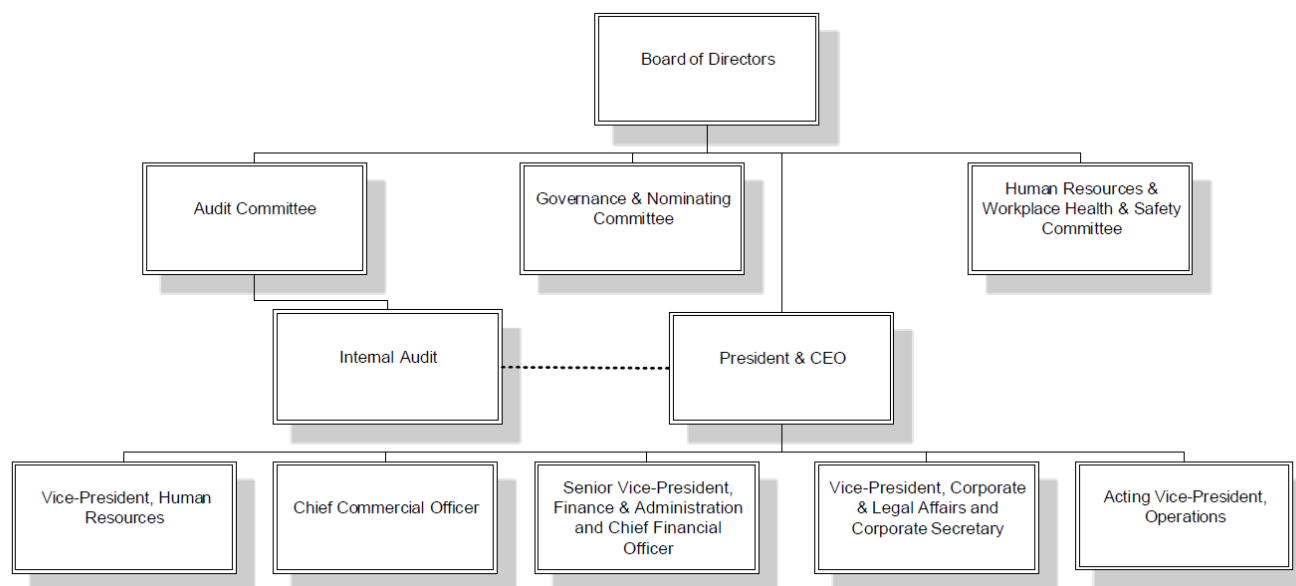 Board of Directors
Audit Committee
Governance & Nominating
Committee
Human Resources &
Workplace Health & Safety
Committee
Internal Audit
President & CEO
Vice-President, Human
Resources
Chief Commercial Officer
Senior Vice-President,
Finance & Administration
and Chief Financial
Officer
Vice-President, Corporate
& Legal Affairs and
Corporate Secretary
Acting Vice-President,
Operations